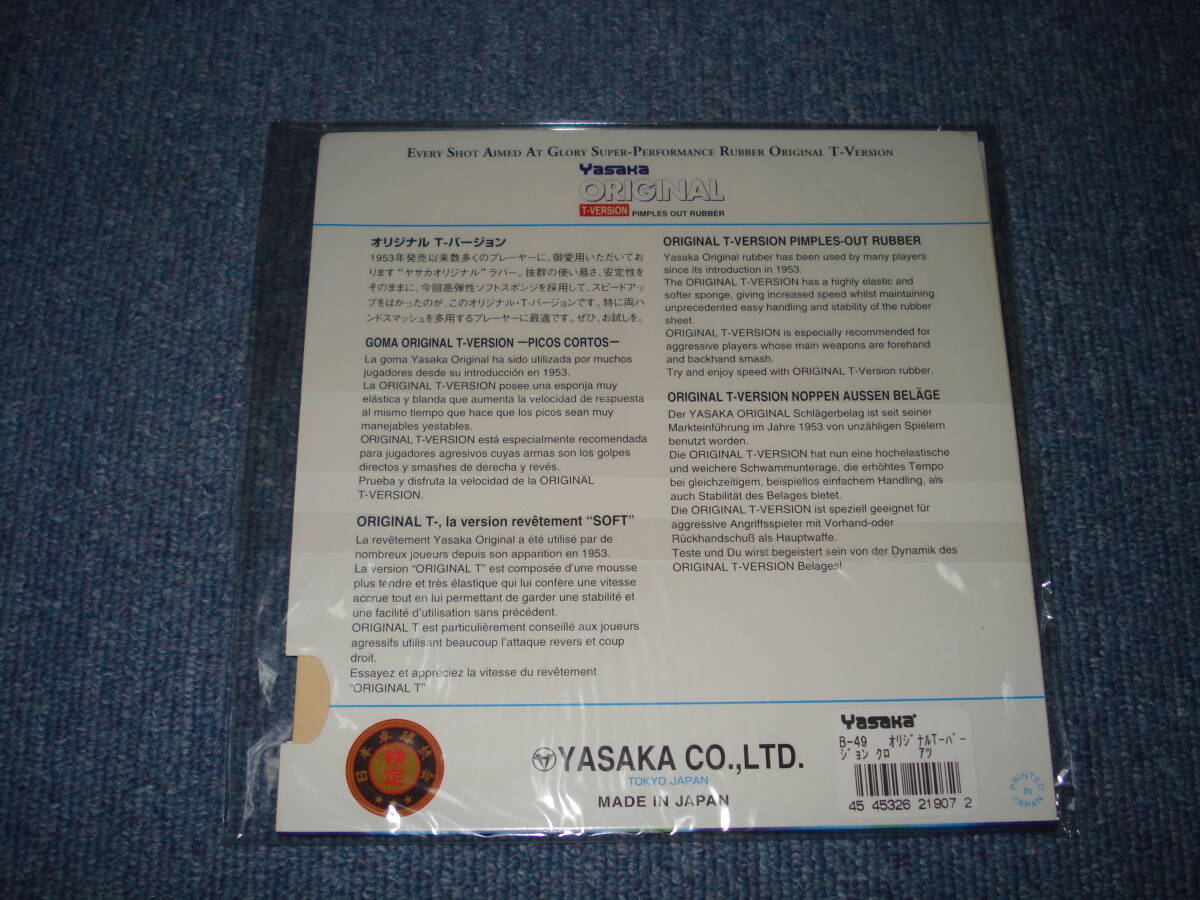 EVERY SHOT AIMED AT GLORY SUPER-PERFORMANCE RUBBER ORIGINAL T-VERSION
Yasaka
ORIGINAL
T-VERSION PIMPLES OUT RUBBER
オリジナル T-バージョン
1953年発売以来数多くのプレーヤーに、御愛用いただいてお
ります“ヤサカオリジナル”ラバー。抜群の使い易さ、安定性を
そのままに、今回高弾性ソフトスポンジを採用して、スピードアッ
プをはかったのが、このオリジナル・T-バージョンです。特に両ハ
ンドスマッシュを多用するプレーヤーに最適です。ぜひ、お試しを。
GOMA ORIGINAL T-VERSION —PICOS CORTOS—
La goma Yasaka Original ha sido utilizada por muchos
jugadores desde su introducción en 1953.
La ORIGINAL T-VERSION posee una esponja muy
elástica y blanda que aumenta la velocidad de respuesta
al mismo tiempo que hace que los picos sean muy
manejables yestables.
ORIGINAL T-VERSION está especialmente recomendada
para jugadores agresivos cuyas armas son los golpes
directos y smashes de derecha y revés.
Prueba y disfruta la velocidad de la ORIGINAL
T-VERSION.
ORIGINAL T-, la version revêtement “SOFT”
La revêtement Yasaka Original a été utilisé par de
nombreux joueurs depuis son apparition en 1953.
La version “ORIGINAL T” est composée d'une mousse
plus tendre et très élastique qui lui confère une vitesse
accrue tout en lui permettant de garder une stabilité et
une facilité d'utilisation sans précédent.
ORIGINAL T est particulièrement conseillé aux joueurs
agressifs utilisant beaucoup l'attaque revers et coup
droit.
Essayez et appréciez la vitesse du revêtement
“ORIGINAL T”
ORIGINAL T-VERSION PIMPLES-OUT RUBBER
Yasaka Original rubber has been used by many players
since its introduction in 1953.
The ORIGINAL T-VERSION has a highly elastic and
softer sponge, giving increased speed whilst maintaining
unprecedented easy handling and stability of the rubber
sheet.
ORIGINAL T-VERSION is especially recommended for
aggressive players whose main weapons are forehand
and backhand smash.
Try and enjoy speed with ORIGINAL T-Version rubber.
ORIGINAL T-VERSION NOPPEN AUSSEN BELÄGE
Der YASAKA ORIGINAL Schlägerbelag ist seit seiner
Markteinführung im Jahre 1953 von unzähligen Spielern
benutzt worden.
Die ORIGINAL T-VERSION hat nun eine hochelastische
und weichere Schwammunterage, die erhöhtes Tempo
bei gleichzeitigem, beispiellos einfachem Handling, als
auch Stabilität des Belages bietet.
Die ORIGINAL T-VERSION ist speziell geeignet für
aggressive Angriffsspieler mit Vorhand-oder
Rückhandschuß als Hauptwaffe.
Teste und Du wirst begeistert sein von der Dynamik des
ORIGINAL T-VERSION Belages!
日本卓球協会
検定
YASAKA CO.,LTD.
TOKYO JAPAN
MADE IN JAPAN
Yasaka
B-49 ｵﾘｼﾞﾅﾙT-ﾊﾞｰ
ｼﾞｮﾝ ｸﾛ ｱﾂ
45 45326 21907 2
PRINTED
IN
JAPAN